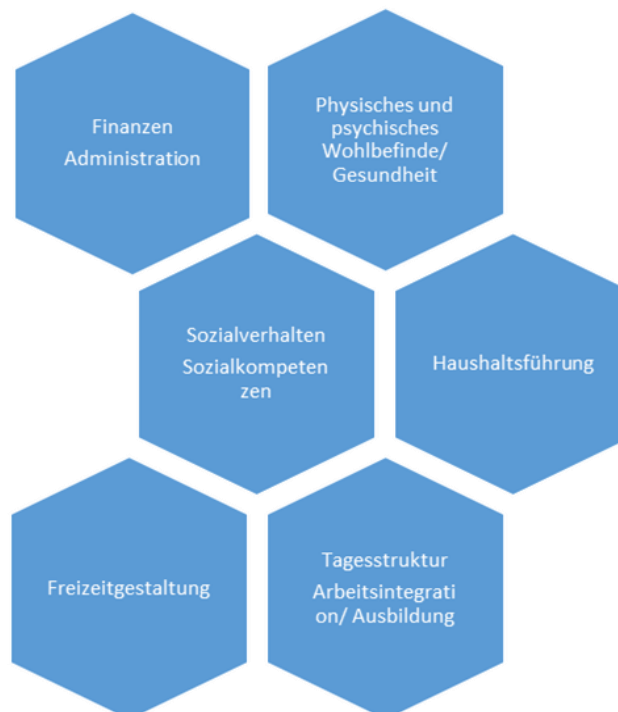 Finanzen
Administration
Physisches und
psychisches
Wohlbefinde/
Gesundheit
Sozialverhalten
Sozialkompeten
zen
Haushaltsführung
Freizeitgestaltung
Tagesstruktur
Arbeitsintegrati
on/ Ausbildung